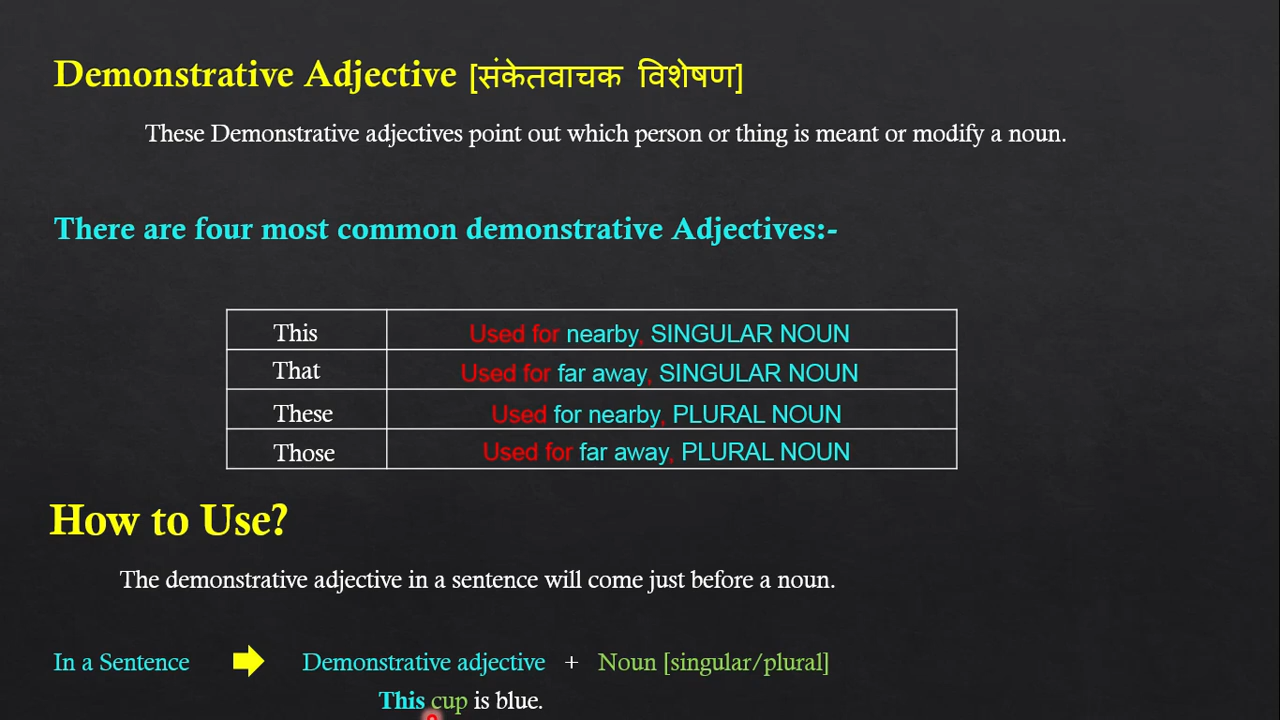 Demonstrative Adjective [संकेतवाचक विशेषण]
These Demonstrative adjectives point out which person or thing is meant or modify a noun.
There are four most common demonstrative Adjectives:-
This Used for nearby, SINGULAR NOUN
That Used for far away, SINGULAR NOUN
These Used for nearby, PLURAL NOUN
Those Used for far away, PLURAL NOUN
How to Use?
The demonstrative adjective in a sentence will come just before a noun.
In a Sentence Demonstrative adjective + Noun [singular/plural]
This cup is blue.